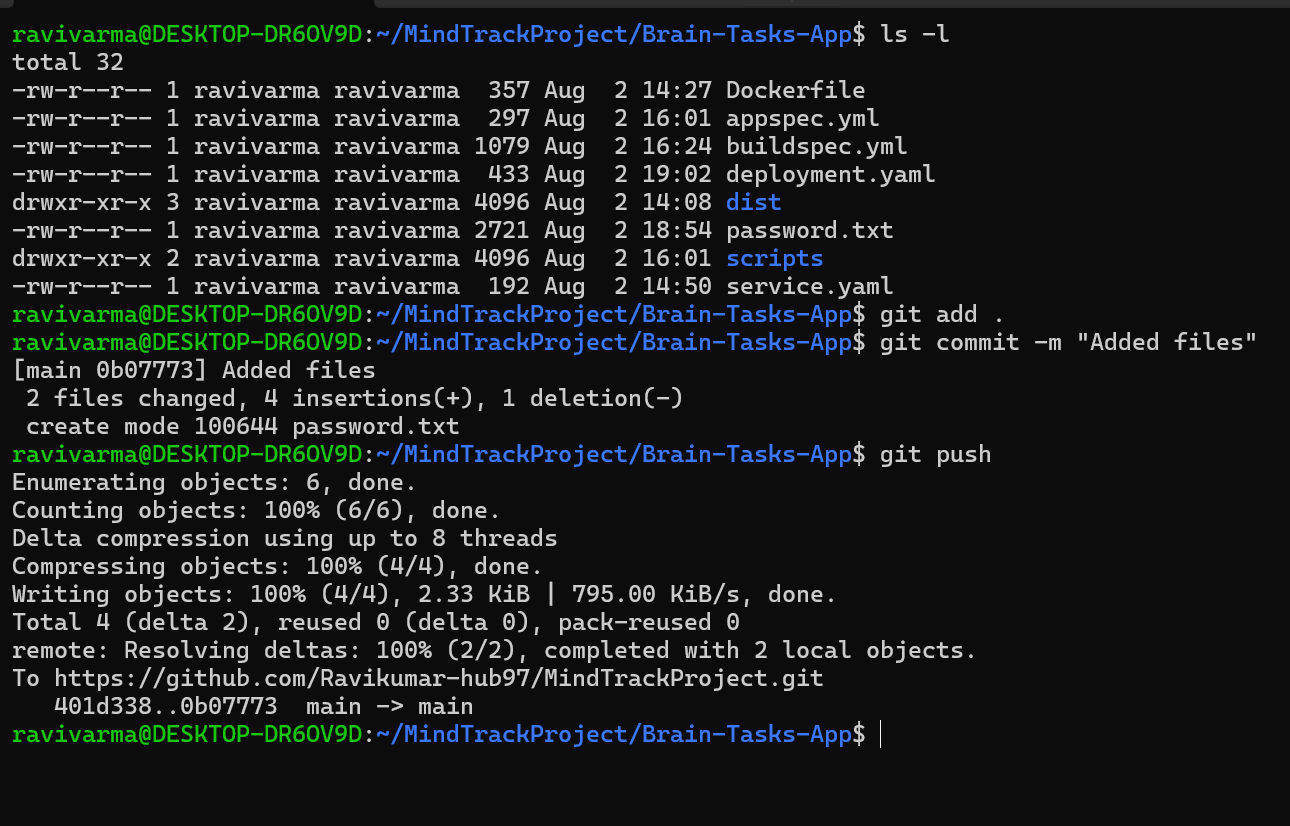 ravivarma@DESKTOP-DR6OV9D:~/MindTrackProject/Brain-Tasks-App$ ls -l
total 32
-rw-r--r-- 1 ravivarma ravivarma  357 Aug  2 14:27 Dockerfile
-rw-r--r-- 1 ravivarma ravivarma  297 Aug  2 16:01 appspec.yml
-rw-r--r-- 1 ravivarma ravivarma 1079 Aug  2 16:24 buildspec.yml
-rw-r--r-- 1 ravivarma ravivarma  433 Aug  2 19:02 deployment.yaml
drwxr-xr-x 3 ravivarma ravivarma 4096 Aug  2 14:08 dist
-rw-r--r-- 1 ravivarma ravivarma 2721 Aug  2 18:54 password.txt
drwxr-xr-x 2 ravivarma ravivarma 4096 Aug  2 16:01 scripts
-rw-r--r-- 1 ravivarma ravivarma  192 Aug  2 14:50 service.yaml
ravivarma@DESKTOP-DR6OV9D:~/MindTrackProject/Brain-Tasks-App$ git add .
ravivarma@DESKTOP-DR6OV9D:~/MindTrackProject/Brain-Tasks-App$ git commit -m "Added files"
[main 0b07773] Added files
 2 files changed, 4 insertions(+), 1 deletion(-)
 create mode 100644 password.txt
ravivarma@DESKTOP-DR6OV9D:~/MindTrackProject/Brain-Tasks-App$ git push
Enumerating objects: 6, done.
Counting objects: 100% (6/6), done.
Delta compression using up to 8 threads
Compressing objects: 100% (4/4), done.
Writing objects: 100% (4/4), 2.33 KiB | 795.00 KiB/s, done.
Total 4 (delta 2), reused 0 (delta 0), pack-reused 0
remote: Resolving deltas: 100% (2/2), completed with 2 local objects.
To https://github.com/Ravikumar-hub97/MindTrackProject.git
   401d338..0b07773  main -> main
ravivarma@DESKTOP-DR6OV9D:~/MindTrackProject/Brain-Tasks-App$